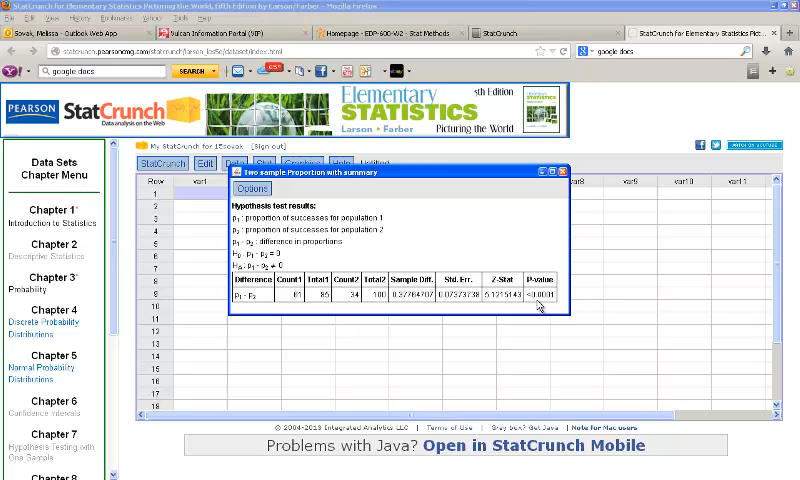 StatCrunch for Elementary Statistics Picturing the World, Fifth Edition by Larson/Farber - Mozilla Firefox
File Edit View History Bookmarks Yahoo Tools Help
Sovak, Melissa - Outlook Web App
Vulcan Information Portal (VIP)
Homepage - EDP-600-W2 - Stat Methods
StatCrunch
StatCrunch for Elementary Statistics Pict...
statcrunch.pearsoncmg.com/statcrunch/larson_les5e/dataset/index.html
google docs
google docs
SEARCH
65°
ebay
PEARSON
StatCrunch
Data analysis on the Web
Elementary
STATISTICS
5th Edition
Larson • Farber
Picturing the World
My StatCrunch for 15sovak [Sign out]
WATCH ON YOUTUBE
Data Sets
Chapter Menu
Chapter 1
Introduction to Statistics
Chapter 2
Descriptive Statistics
Chapter 3
Probability
Chapter 4
Discrete Probability
Distributions
Chapter 5
Normal Probability
Distributions
Chapter 6
Confidence Intervals
Chapter 7
Hypothesis Testing with
One Sample
Chapter 8
StatCrunch Edit Data Stat Graphics Help Untitled
Row var1 var8 var9 var10 var11
1
2
3
4
5
6
7
8
9
10
11
12
13
14
15
16
17
18
Two sample Proportion with summary
Options
Hypothesis test results:
p₁ : proportion of successes for population 1
p₂ : proportion of successes for population 2
p₁ - p₂ : difference in proportions
H₀ : p₁ - p₂ = 0
Hₐ : p₁ - p₂ ≠ 0
Difference Count1 Total1 Count2 Total2 Sample Diff. Std. Err. Z-Stat P-value
p₁ - p₂ 61 85 34 100 0.37764707 0.07373738 5.1215143 <0.0001
© 2004-2013 Integrated Analytics LLC | Terms of Use | Gray box? Get Java | Note for Mac users
Problems with Java? Open in StatCrunch Mobile